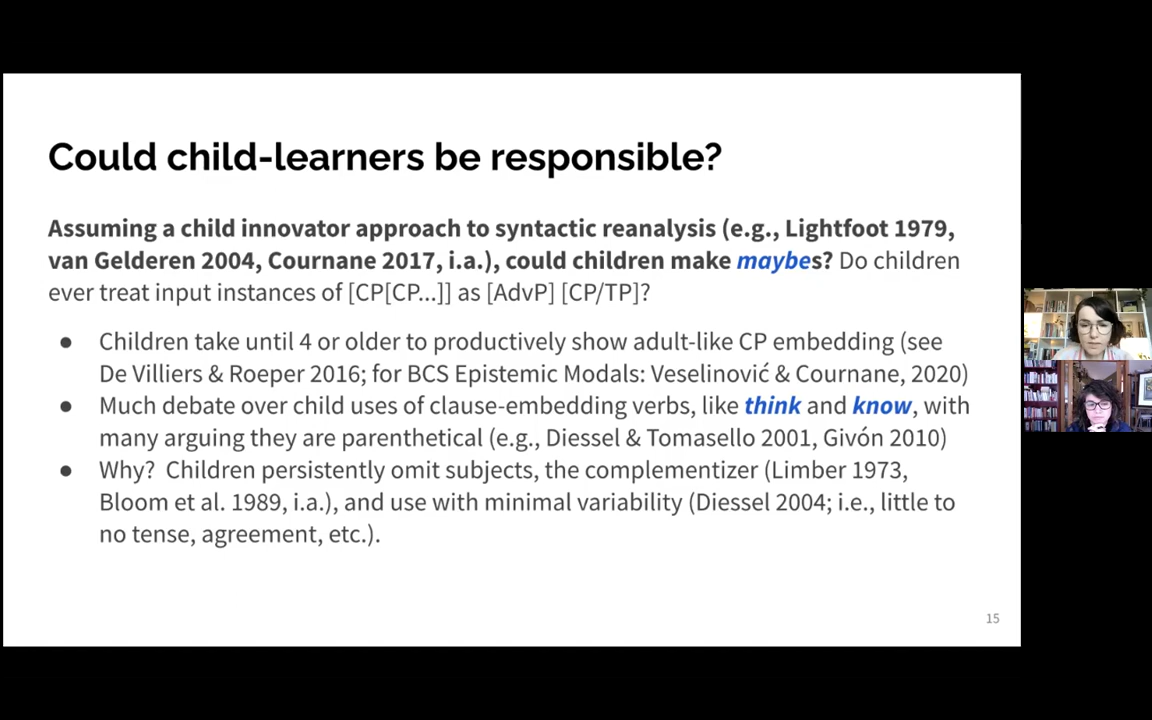 Could child-learners be responsible?
Assuming a child innovator approach to syntactic reanalysis (e.g., Lightfoot 1979,
van Gelderen 2004, Cournane 2017, i.a.), could children make maybes? Do children
ever treat input instances of [CP[CP...]] as [AdvP] [CP/TP]?
● Children take until 4 or older to productively show adult-like CP embedding (see
De Villiers & Roeper 2016; for BCS Epistemic Modals: Veselinović & Cournane, 2020)
● Much debate over child uses of clause-embedding verbs, like think and know, with
many arguing they are parenthetical (e.g., Diessel & Tomasello 2001, Givón 2010)
● Why? Children persistently omit subjects, the complementizer (Limber 1973,
Bloom et al. 1989, i.a.), and use with minimal variability (Diessel 2004; i.e., little to
no tense, agreement, etc.).
15